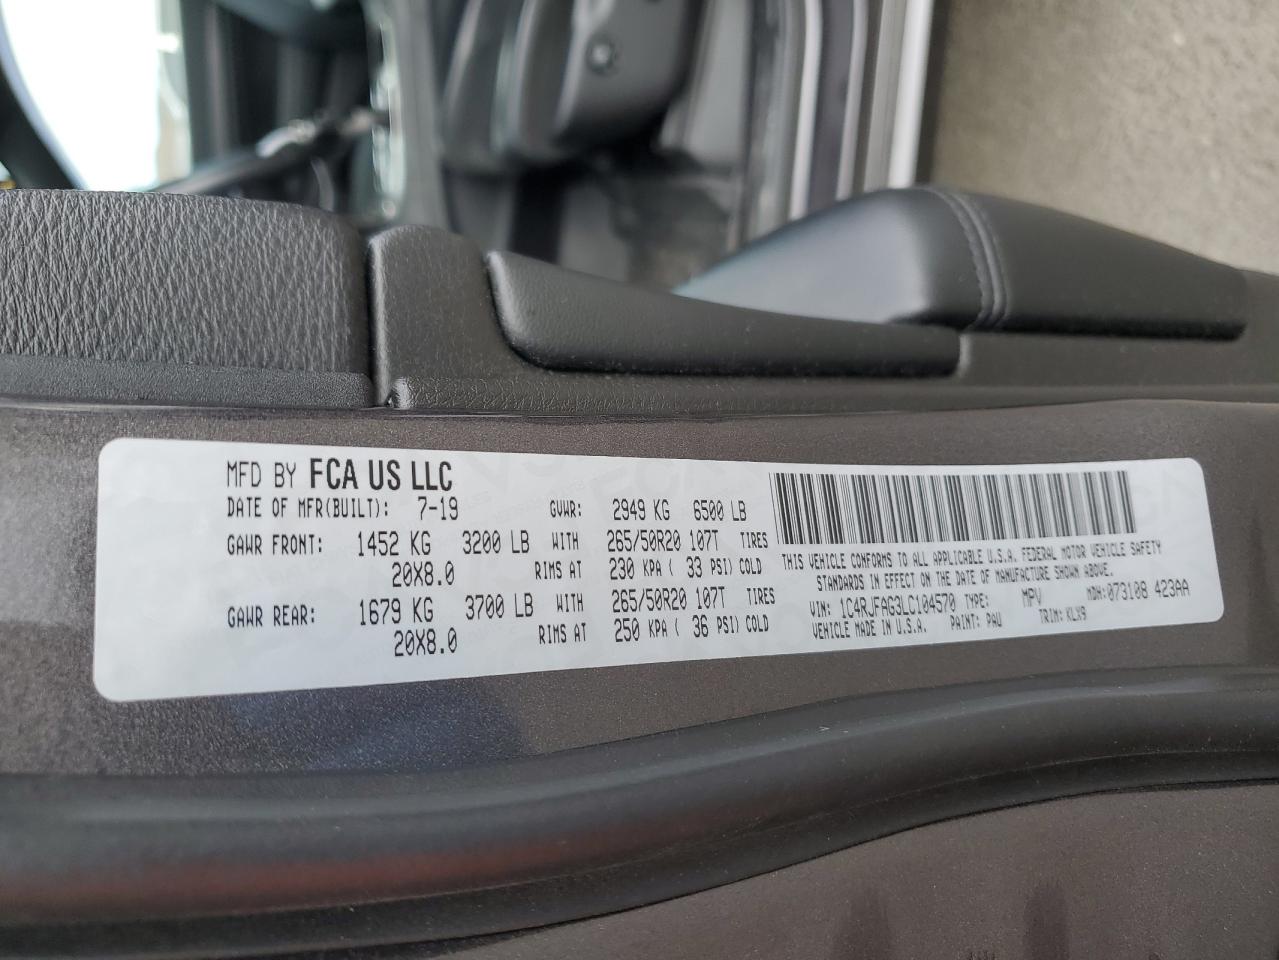 MFD BY FCA US LLC
DATE OF MFR(BUILT): 7-19 GVWR: 2949 KG 6500 LB
GAWR FRONT: 1452 KG 3200 LB WITH 265/50R20 107T TIRES
20X8.0 RIMS AT 230 KPA ( 33 PSI) COLD
GAWR REAR: 1679 KG 3700 LB WITH 265/50R20 107T TIRES
20X8.0 RIMS AT 250 KPA ( 36 PSI) COLD
THIS VEHICLE CONFORMS TO ALL APPLICABLE U.S.A. FEDERAL MOTOR VEHICLE SAFETY
STANDARDS IN EFFECT ON THE DATE OF MANUFACTURE SHOWN ABOVE.
VIN: 1C4RJFAG3LC104570 TYPE: MPV MDH: 073108 423AA
VEHICLE MADE IN U.S.A. PAINT: PAU TRIM: KLX9